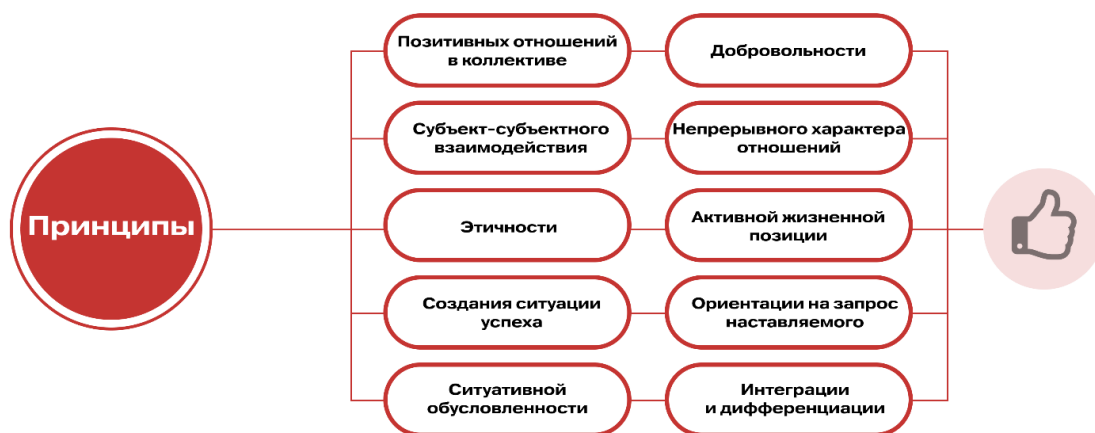 Принципы
Позитивных отношений
в коллективе
Добровольности
Субъект-субъектного
взаимодействия
Непрерывного характера
отношений
Этичности
Активной жизненной
позиции
Создания ситуации
успеха
Ориентации на запрос
наставляемого
Ситуативной
обусловленности
Интеграции
и дифференциации